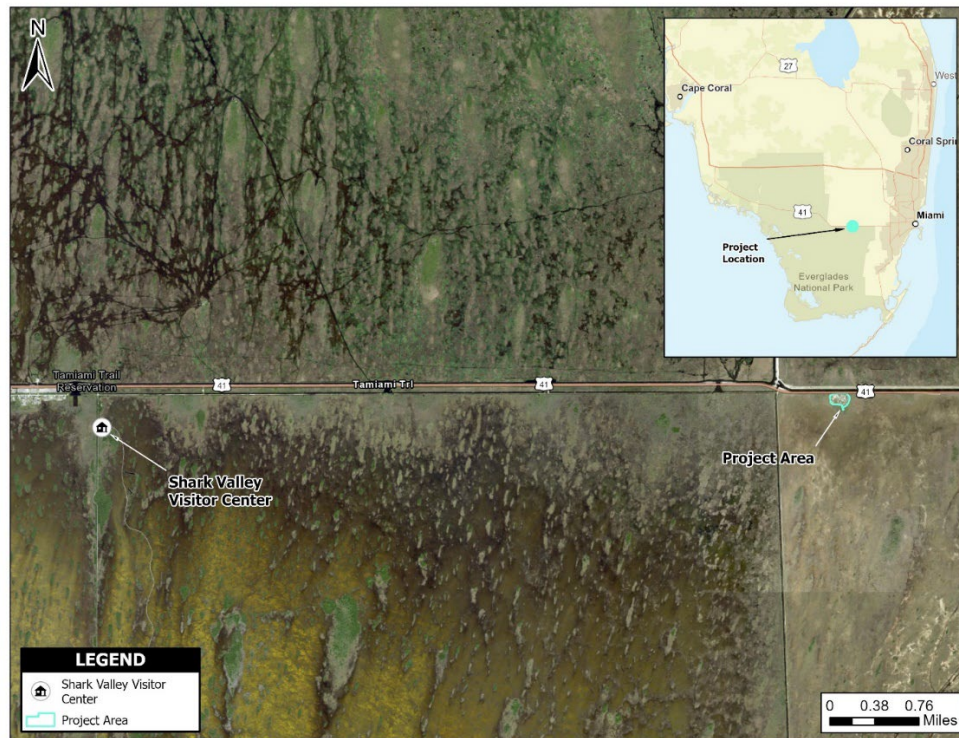 N
27
West
Cape Coral
Coral Sprin
41
Miami
Project
Location
Everglades
National Park
Tamiami Trail
Reservation
41
Tamiami Trl
41
41
Project Area
Shark Valley
Visitor Center
LEGEND
Shark Valley Visitor
Center
Project Area
0 0.38 0.76
Miles